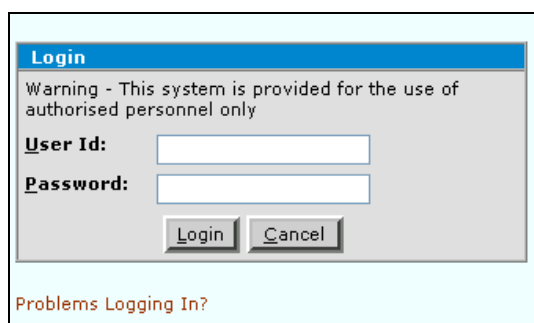 Login
Warning - This system is provided for the use of
authorised personnel only
User Id:
Password:
Login Cancel
Problems Logging In?